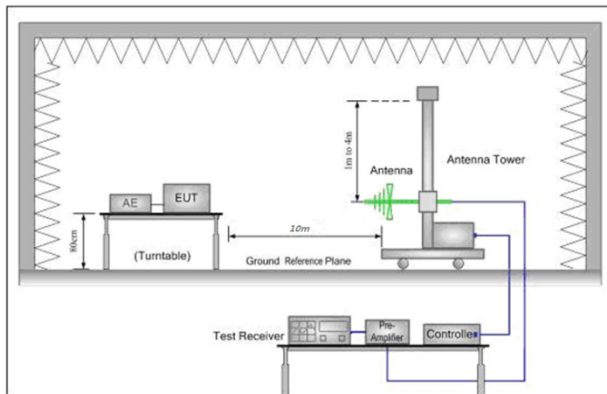 1m to 4m
Antenna
Antenna Tower
AE
EUT
80cm
(Turntable)
10m
Ground Reference Plane
Test Receiver
Pre-
Amplifier
Controller